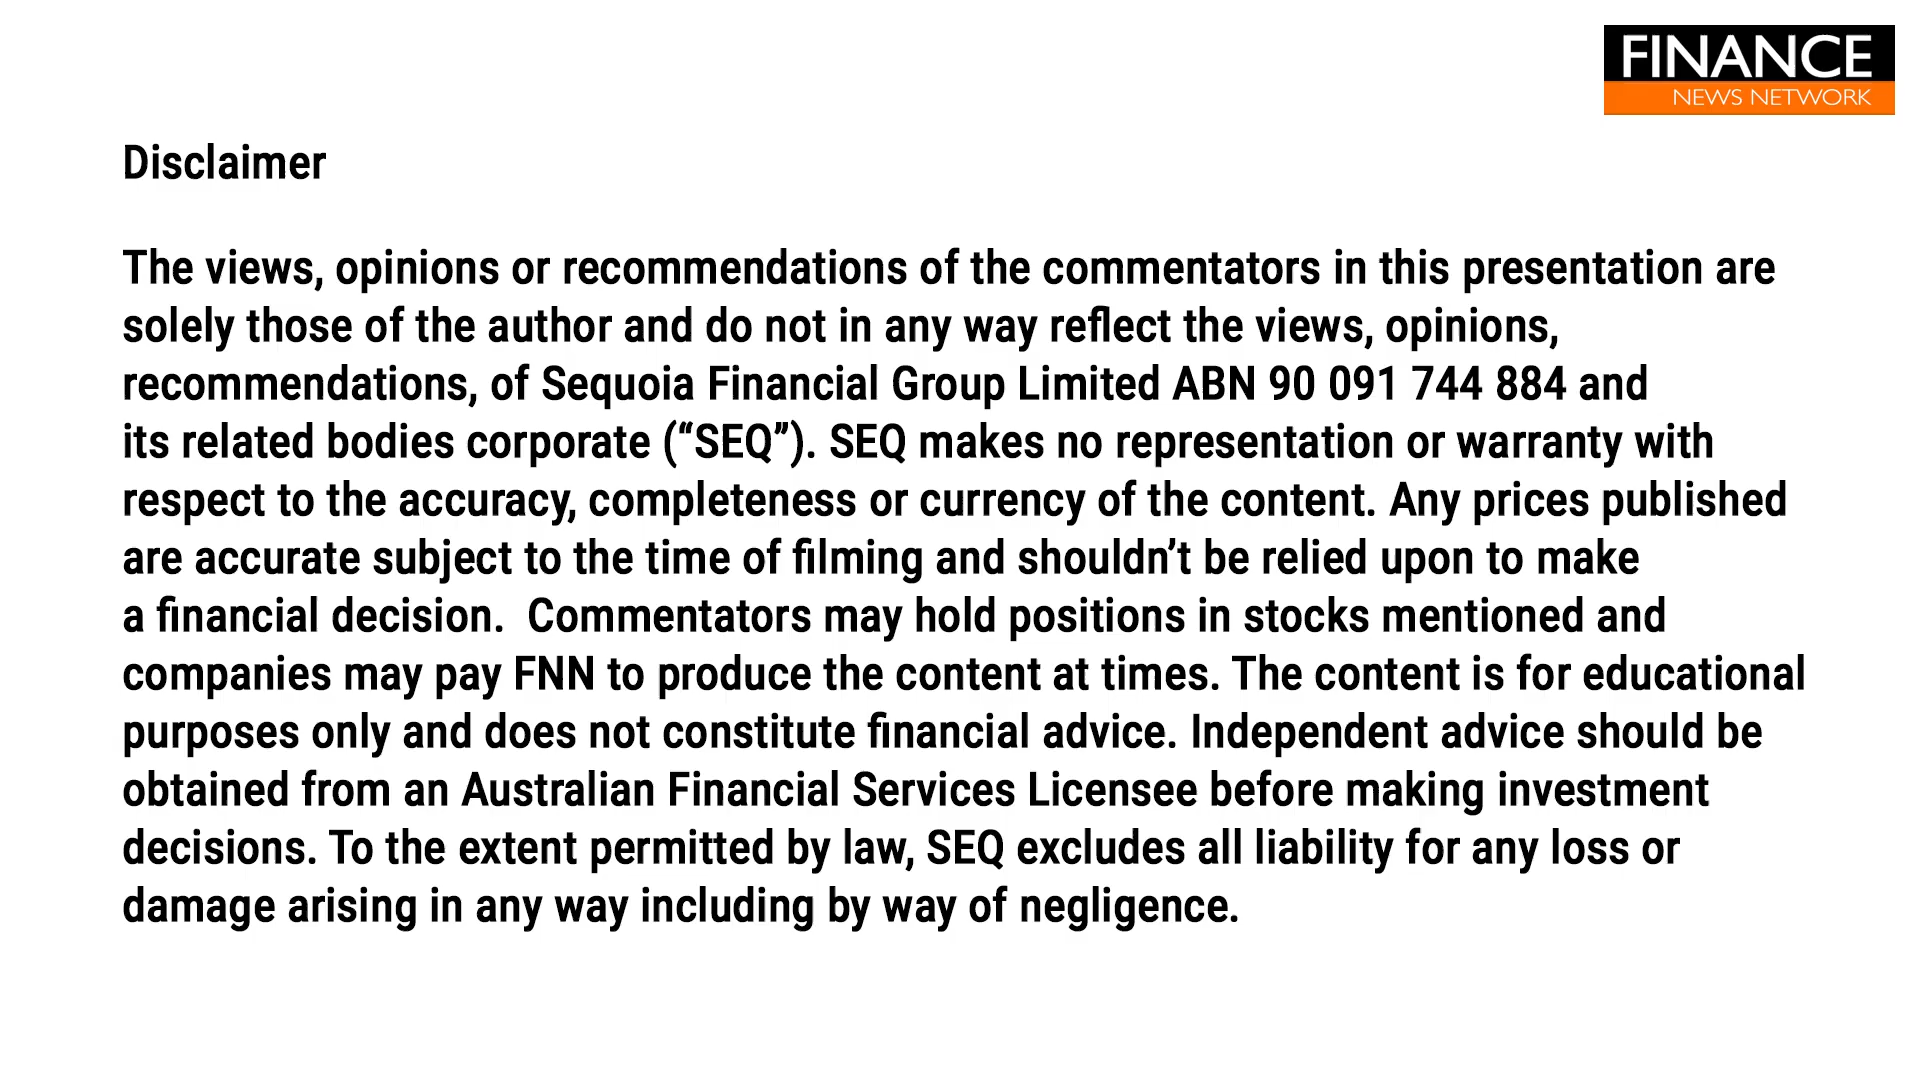 FINANCE
NEWS NETWORK
Disclaimer
The views, opinions or recommendations of the commentators in this presentation are
solely those of the author and do not in any way reflect the views, opinions,
recommendations, of Sequoia Financial Group Limited ABN 90 091 744 884 and
its related bodies corporate (“SEQ”). SEQ makes no representation or warranty with
respect to the accuracy, completeness or currency of the content. Any prices published
are accurate subject to the time of filming and shouldn’t be relied upon to make
a financial decision.  Commentators may hold positions in stocks mentioned and
companies may pay FNN to produce the content at times. The content is for educational
purposes only and does not constitute financial advice. Independent advice should be
obtained from an Australian Financial Services Licensee before making investment
decisions. To the extent permitted by law, SEQ excludes all liability for any loss or
damage arising in any way including by way of negligence.